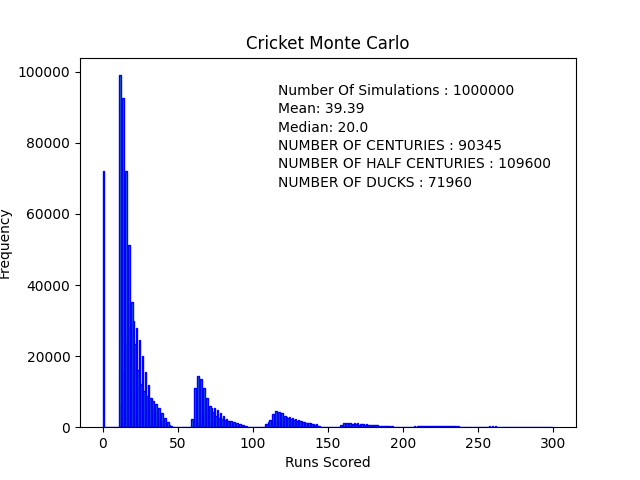 Cricket Monte Carlo
Number Of Simulations : 1000000
Mean: 39.39
Median: 20.0
NUMBER OF CENTURIES : 90345
NUMBER OF HALF CENTURIES : 109600
NUMBER OF DUCKS : 71960
100000
80000
60000
40000
20000
0
Frequency
0 50 100 150 200 250 300
Runs Scored